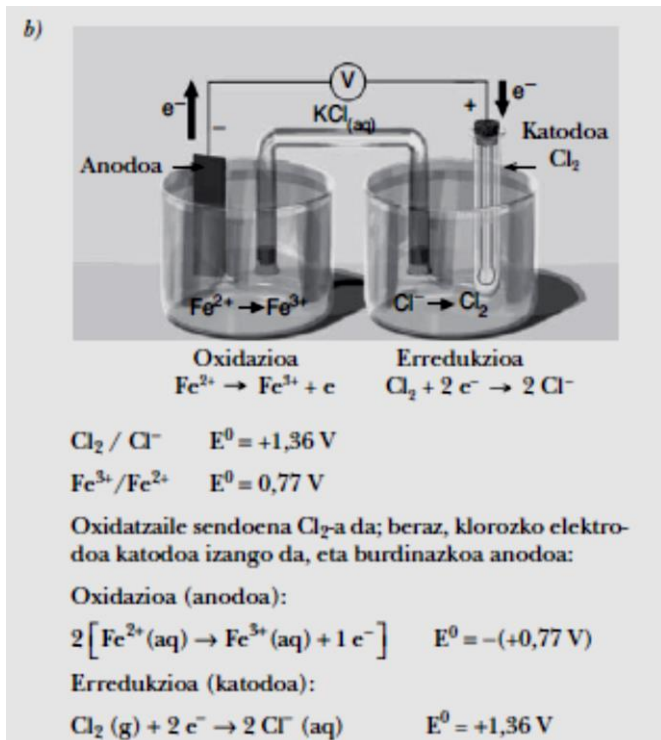 b)
V
e⁻
e⁻
KCl(aq)
−
+
Katodoa
Cl₂
Anodoa
Fe²⁺ → Fe³⁺
Cl⁻ → Cl₂
Oxidazioa
Erredukzioa
Fe²⁺ → Fe³⁺ + e
Cl₂ + 2 e⁻ → 2 Cl⁻
Cl₂ / Cl⁻ E⁰ = +1,36 V
Fe³⁺/Fe²⁺ E⁰ = 0,77 V
Oxidatzaile sendoena Cl₂-a da; beraz, klorozko elektro-
doa katodoa izango da, eta burdinazkoa anodoa:
Oxidazioa (anodoa):
2[Fe²⁺(aq) → Fe³⁺(aq) + 1 e⁻] E⁰ = −(+0,77 V)
Erredukzioa (katodoa):
Cl₂ (g) + 2 e⁻ → 2 Cl⁻ (aq) E⁰ = +1,36 V